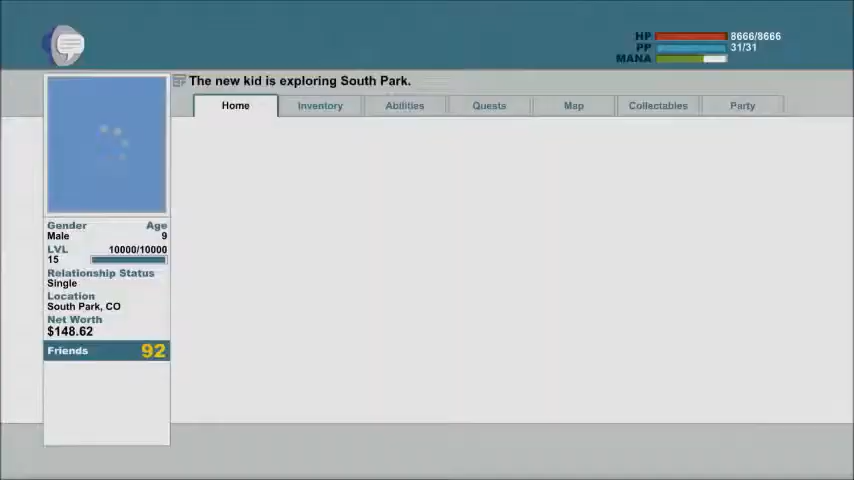 HP 8666/8666
PP 31/31
MANA
The new kid is exploring South Park.
Home Inventory Abilities Quests Map Collectables Party
Gender Age
Male 9
LVL 10000/10000
15
Relationship Status
Single
Location
South Park, CO
Net Worth
$148.62
Friends 92